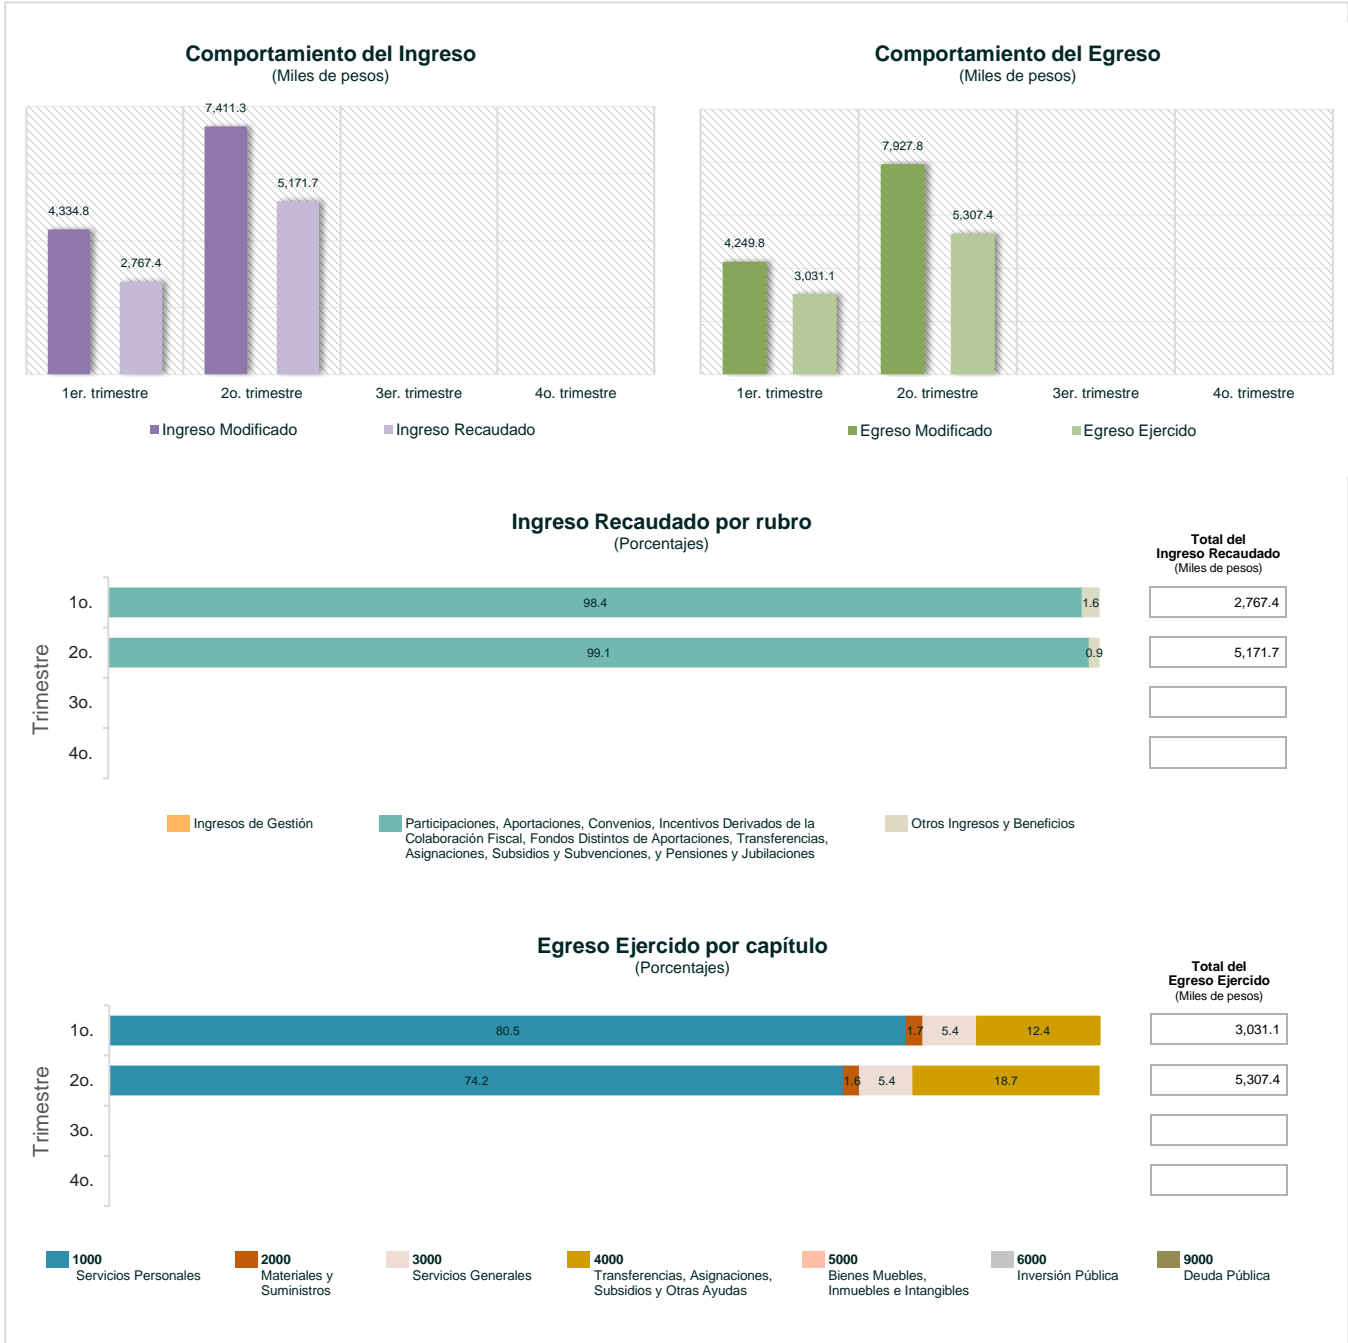 Comportamiento del Ingreso
(Miles de pesos)
7,411.3
5,171.7
4,334.8
2,767.4
1er. trimestre 2o. trimestre 3er. trimestre 4o. trimestre
Ingreso Modificado Ingreso Recaudado
Comportamiento del Egreso
(Miles de pesos)
7,927.8
5,307.4
4,249.8
3,031.1
1er. trimestre 2o. trimestre 3er. trimestre 4o. trimestre
Egreso Modificado Egreso Ejercido
Ingreso Recaudado por rubro
(Porcentajes)
Total del
Ingreso Recaudado
(Miles de pesos)
Trimestre
1o. 98.4 1.6 2,767.4
2o. 99.1 0.9 5,171.7
3o.
4o.
Ingresos de Gestión
Participaciones, Aportaciones, Convenios, Incentivos Derivados de la
Colaboración Fiscal, Fondos Distintos de Aportaciones, Transferencias,
Asignaciones, Subsidios y Subvenciones, y Pensiones y Jubilaciones
Otros Ingresos y Beneficios
Egreso Ejercido por capítulo
(Porcentajes)
Total del
Egreso Ejercido
(Miles de pesos)
Trimestre
1o. 80.5 1.7 5.4 12.4 3,031.1
2o. 74.2 1.6 5.4 18.7 5,307.4
3o.
4o.
1000
Servicios Personales
2000
Materiales y
Suministros
3000
Servicios Generales
4000
Transferencias, Asignaciones,
Subsidios y Otras Ayudas
5000
Bienes Muebles,
Inmuebles e Intangibles
6000
Inversión Pública
9000
Deuda Pública